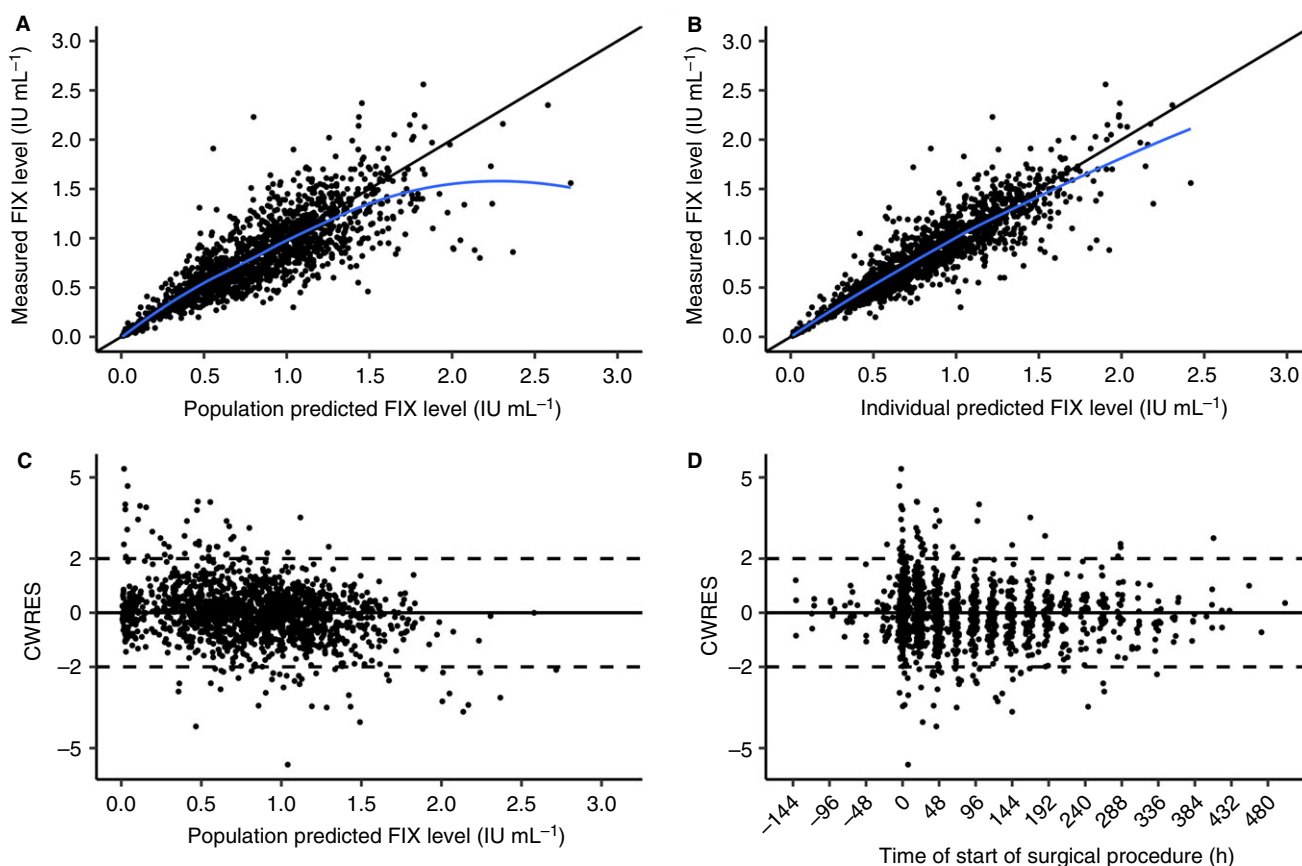 A
Measured FIX level (IU mL⁻¹)
3.0
2.5
2.0
1.5
1.0
0.5
0.0
0.0 0.5 1.0 1.5 2.0 2.5 3.0
Population predicted FIX level (IU mL⁻¹)
B
Measured FIX level (IU mL⁻¹)
3.0
2.5
2.0
1.5
1.0
0.5
0.0
0.0 0.5 1.0 1.5 2.0 2.5 3.0
Individual predicted FIX level (IU mL⁻¹)
C
CWRES
5
2
0
−2
−5
0.0 0.5 1.0 1.5 2.0 2.5 3.0
Population predicted FIX level (IU mL⁻¹)
D
CWRES
5
2
0
−2
−5
−144 −96 −48 0 48 96 144 192 240 288 336 384 432 480
Time of start of surgical procedure (h)